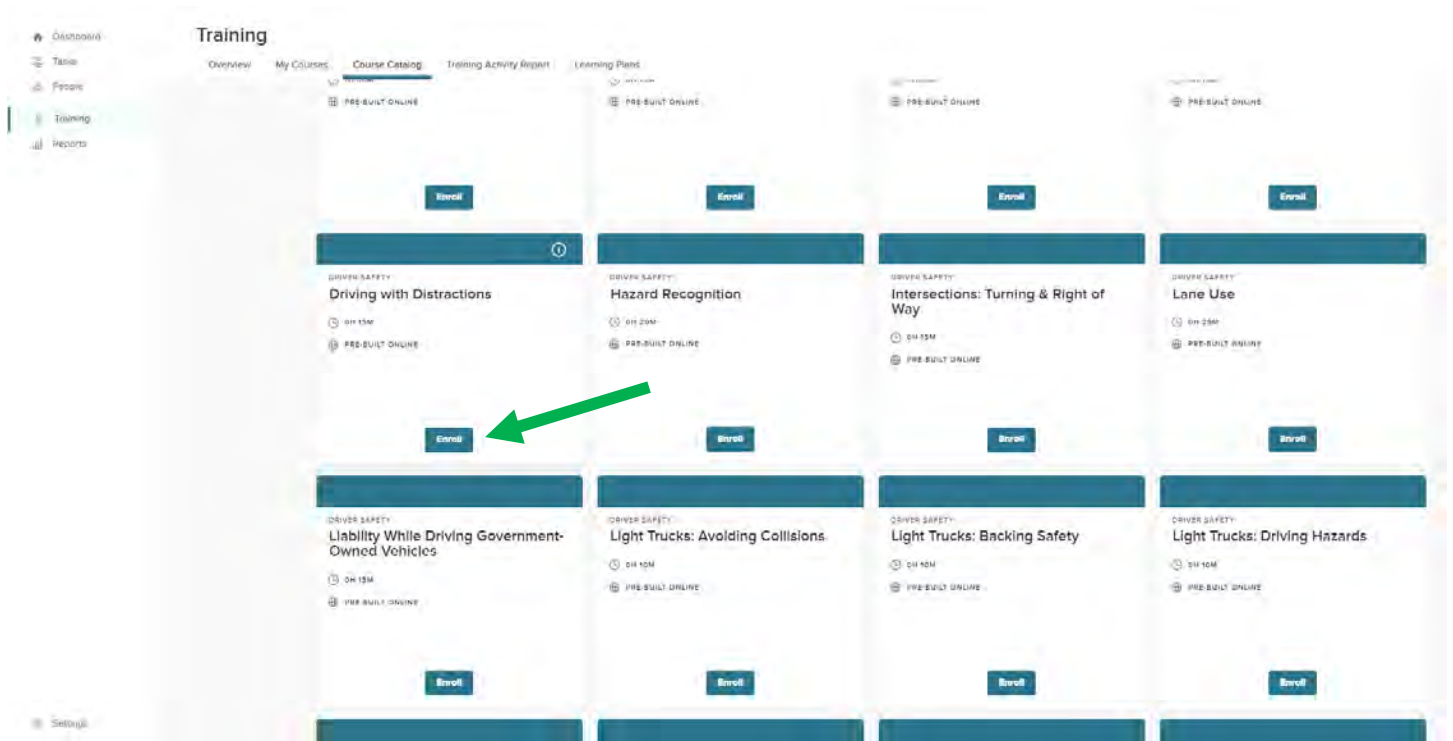 Dashboard
Tasks
People
Training
Reports
Settings
Training
Overview My Courses Course Catalog Training Activity Report Learning Plans
PRE-BUILT ONLINE PRE-BUILT ONLINE PRE-BUILT ONLINE PRE-BUILT ONLINE
Enroll Enroll Enroll Enroll
DRIVER SAFETY DRIVER SAFETY DRIVER SAFETY DRIVER SAFETY
Driving with Distractions Hazard Recognition Intersections: Turning & Right of Lane Use
Way
0H 15M 0H 20M 0H 15M 0H 25M
PRE-BUILT ONLINE PRE-BUILT ONLINE PRE-BUILT ONLINE PRE-BUILT ONLINE
Enroll Enroll Enroll Enroll
DRIVER SAFETY DRIVER SAFETY DRIVER SAFETY DRIVER SAFETY
Liability While Driving Government- Light Trucks: Avoiding Collisions Light Trucks: Backing Safety Light Trucks: Driving Hazards
Owned Vehicles
0H 15M 0H 10M 0H 10M 0H 10M
PRE-BUILT ONLINE PRE-BUILT ONLINE PRE-BUILT ONLINE PRE-BUILT ONLINE
Enroll Enroll Enroll Enroll